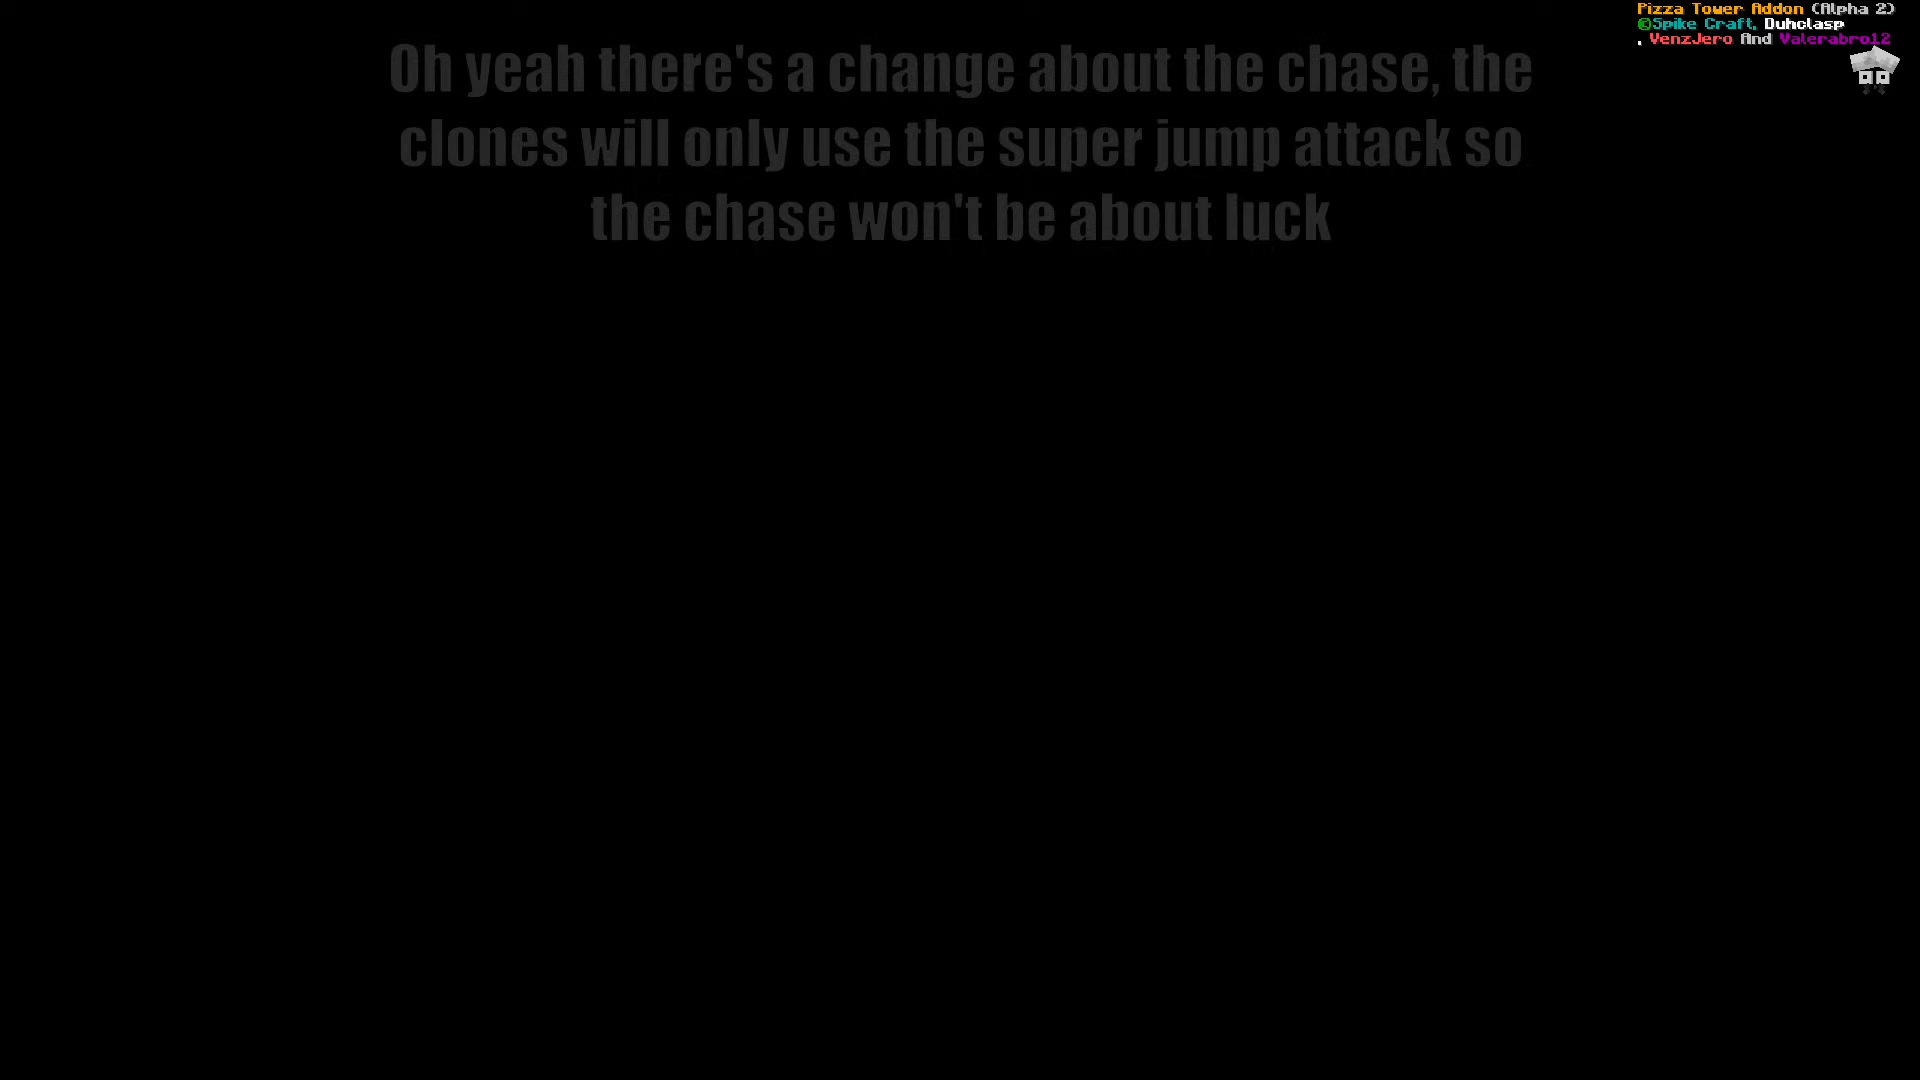 Pizza Tower Addon (Alpha 2)
©Spike Craft, Duhclasp
, VenzJero And Valerabro12
Oh yeah there's a change about the chase, the
clones will only use the super jump attack so
the chase won't be about luck